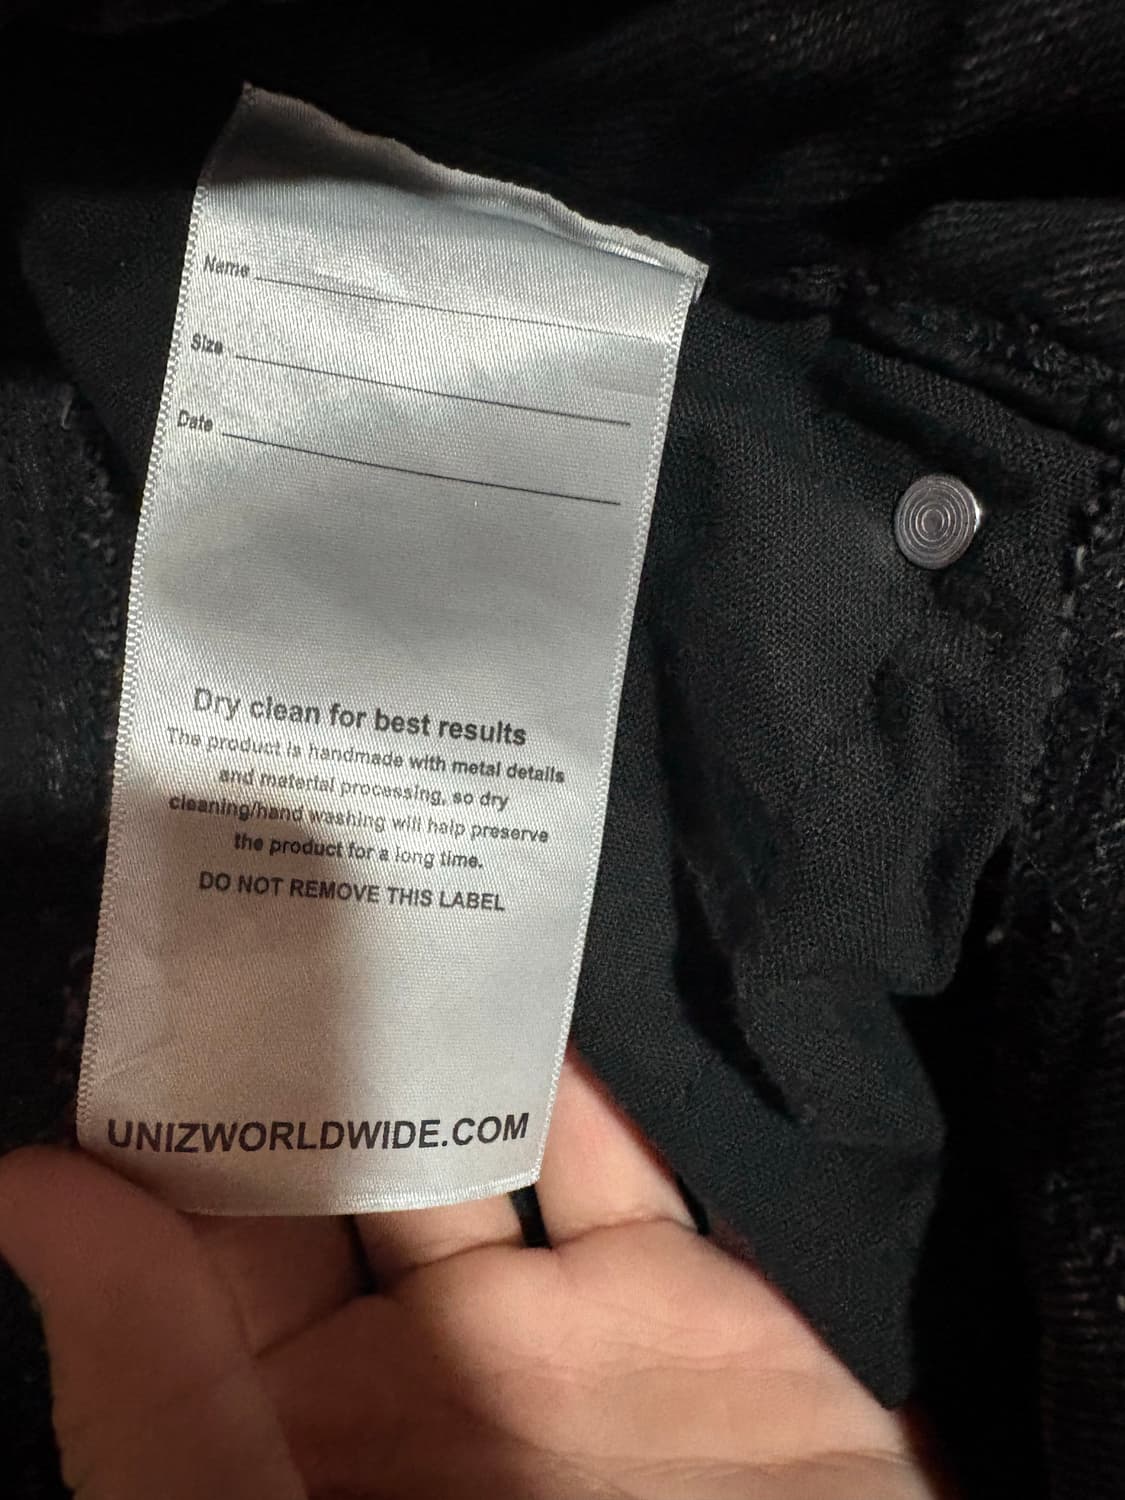 Name
Size
Date
Dry clean for best results
The product is handmade with metal details
and material processing, so dry
cleaning/hand washing will help preserve
the product for a long time.
DO NOT REMOVE THIS LABEL
UNIZWORLDWIDE.COM